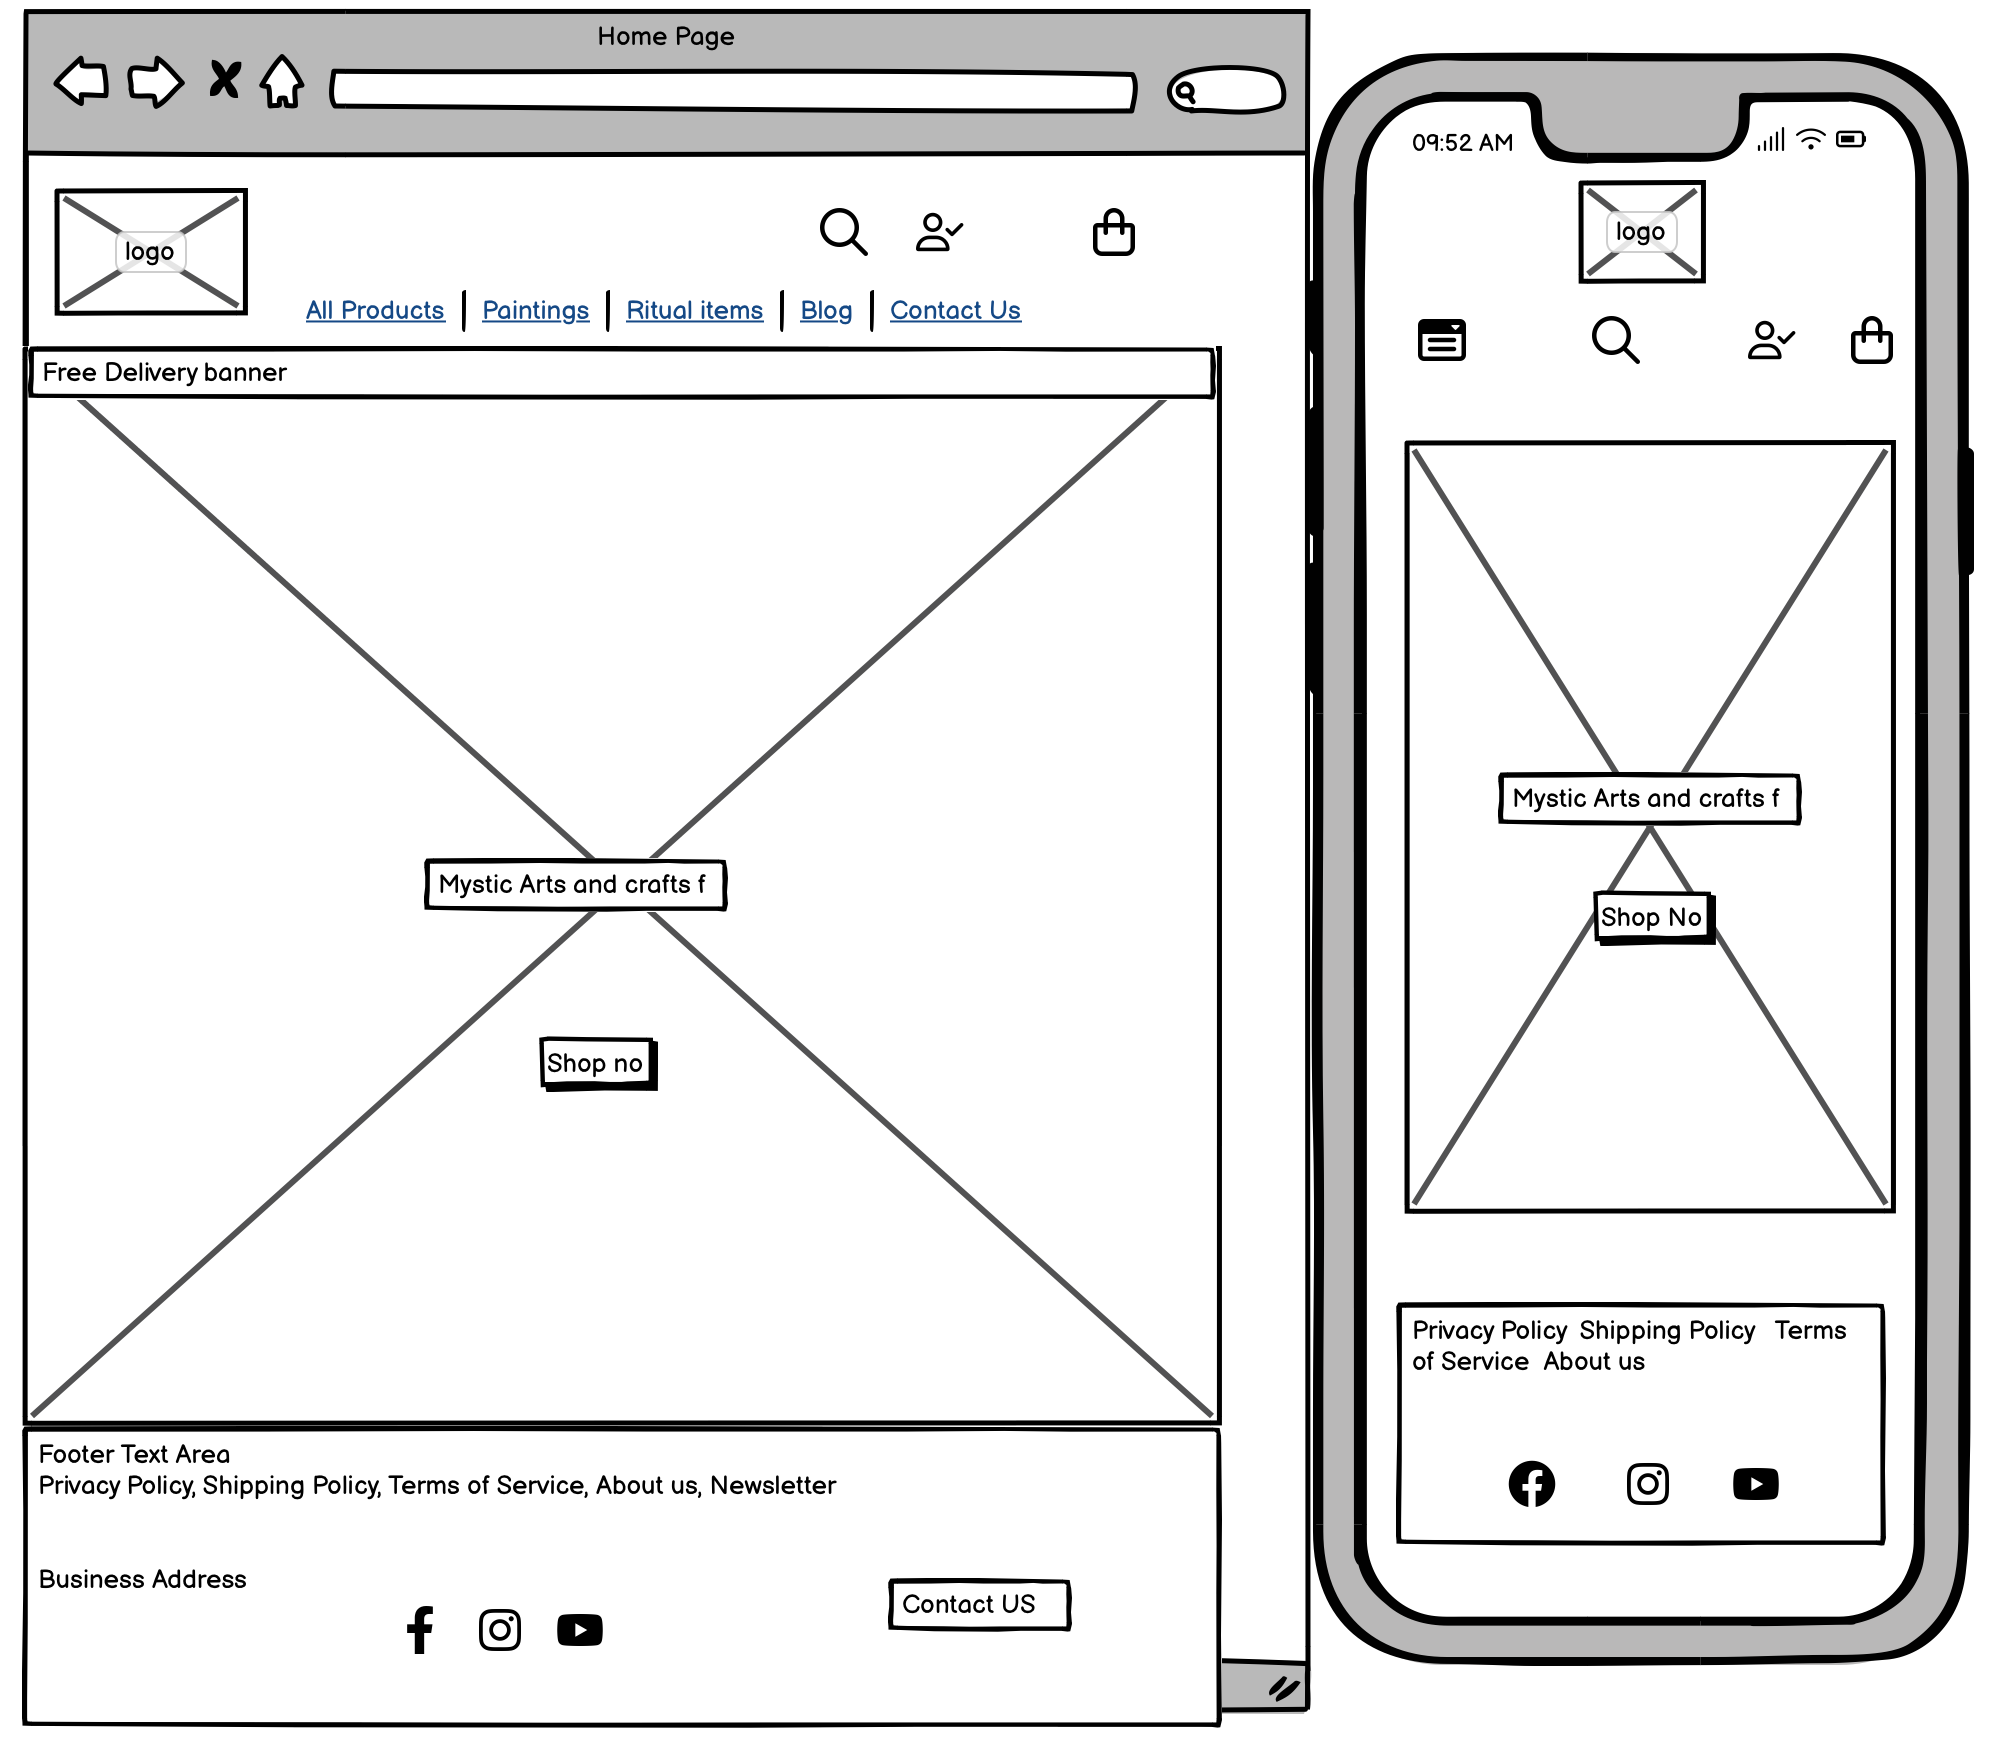 Home Page
logo
All Products
Paintings
Ritual items
Blog
Contact Us
Free Delivery banner
Mystic Arts and crafts f
Shop no
Footer Text Area
Privacy Policy, Shipping Policy, Terms of Service, About us, Newsletter
Business Address
Contact US
09:52 AM
logo
Mystic Arts and crafts f
Shop No
Privacy Policy Shipping Policy Terms
of Service About us